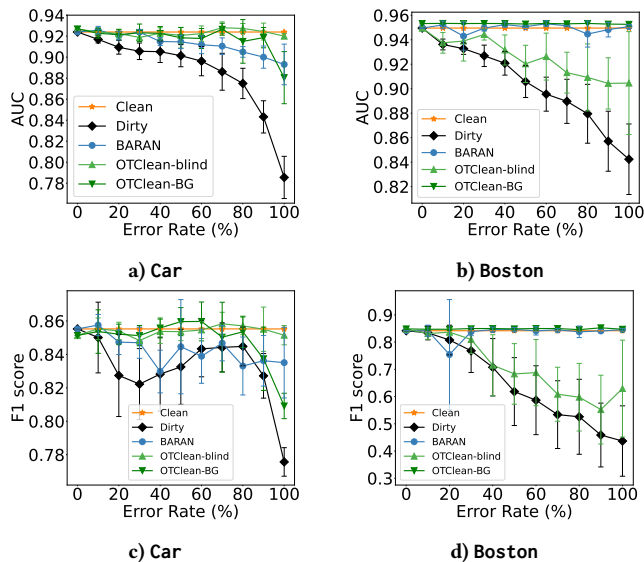 0.94
0.92
0.90
0.88
0.86
0.84
0.82
0.80
0.78
AUC
Clean
Dirty
BARAN
OTClean-blind
OTClean-BG
0 20 40 60 80 100
Error Rate (%)
a) Car
0.96
0.94
0.92
0.90
0.88
0.86
0.84
0.82
AUC
Clean
Dirty
BARAN
OTClean-blind
OTClean-BG
0 20 40 60 80 100
Error Rate (%)
b) Boston
0.86
0.84
0.82
0.80
0.78
F1 score
Clean
Dirty
BARAN
OTClean-blind
OTClean-BG
0 20 40 60 80 100
Error Rate (%)
c) Car
0.9
0.8
0.7
0.6
0.5
0.4
0.3
F1 score
Clean
Dirty
BARAN
OTClean-blind
OTClean-BG
0 20 40 60 80 100
Error Rate (%)
d) Boston